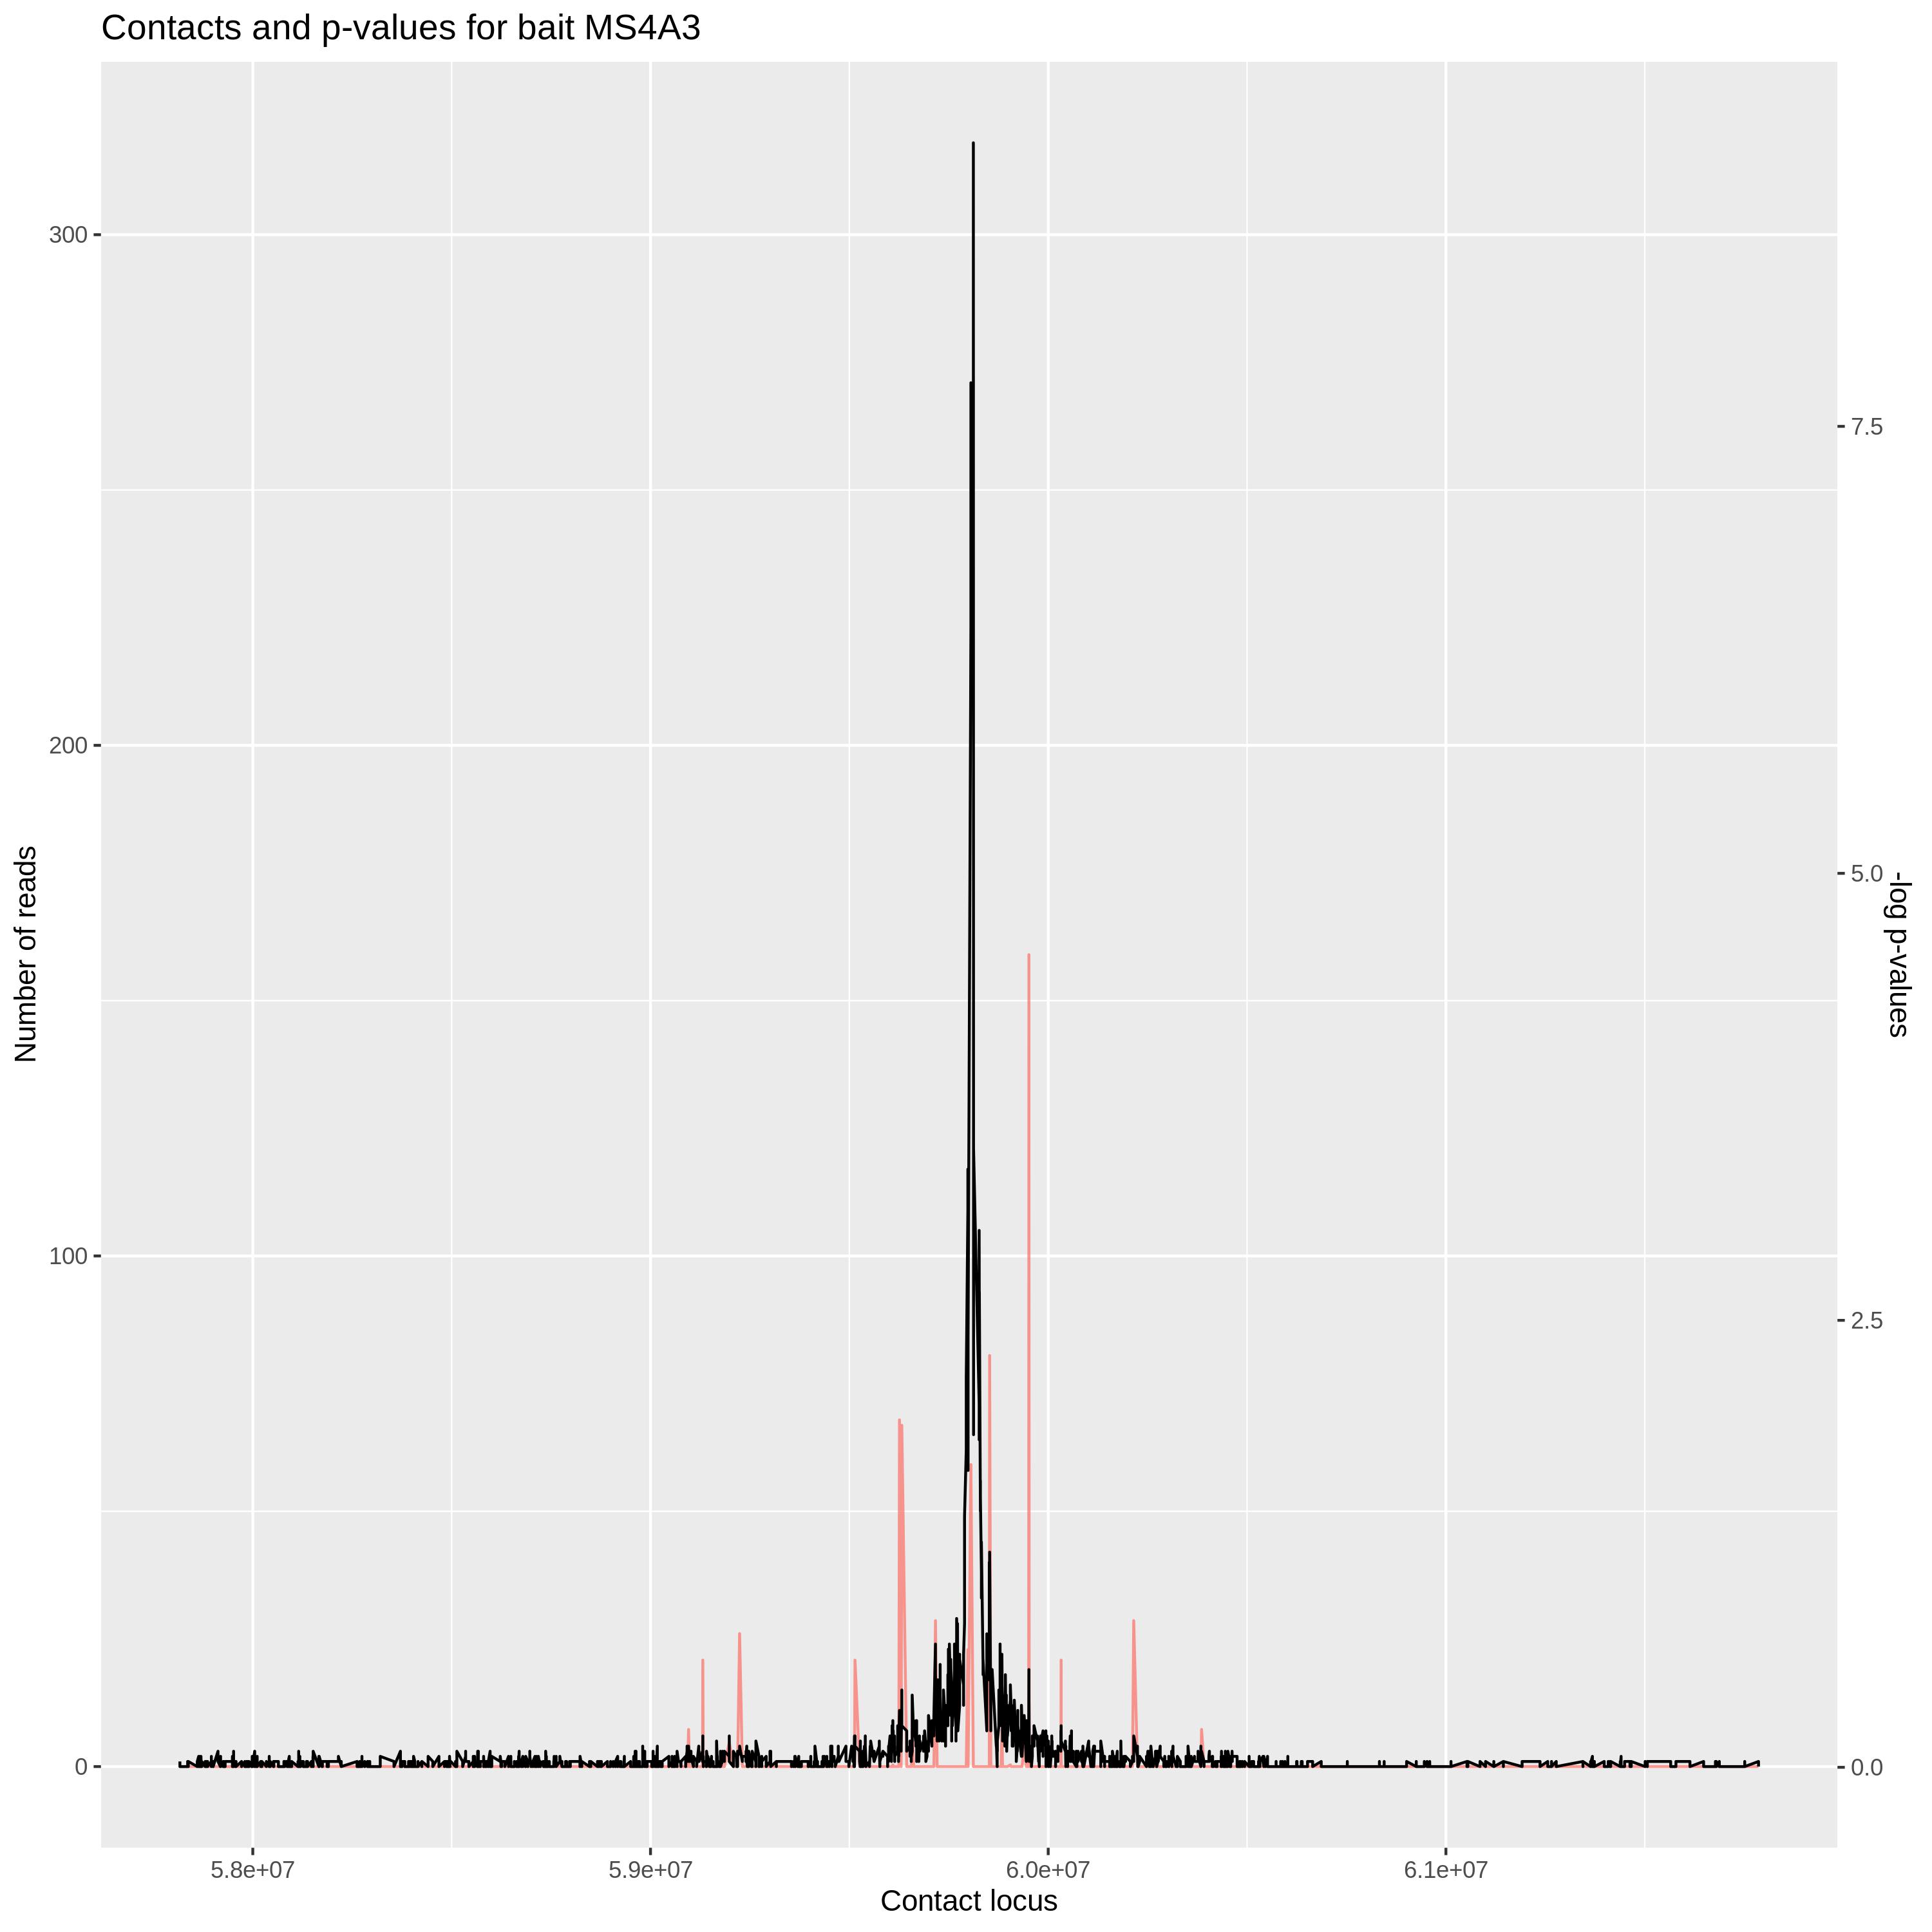 Contacts and p-values for bait MS4A3
300
200
100
0
Number of reads
7.5
5.0
2.5
0.0
-log p-values
5.8e+07
5.9e+07
6.0e+07
6.1e+07
Contact locus